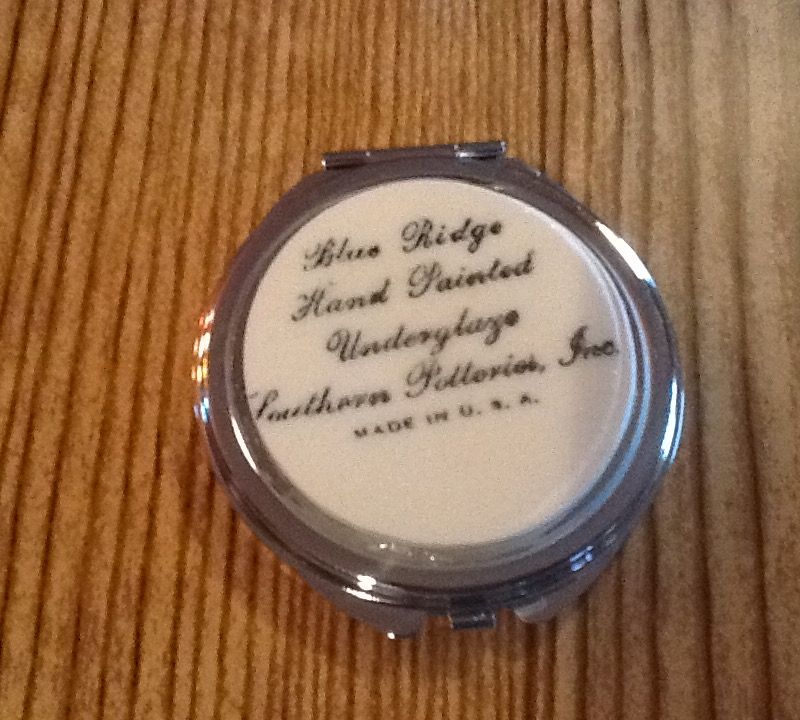 Blue Ridge
Hand Painted
Underglaze
Southern Potteries, Inc.
MADE IN U. S. A.